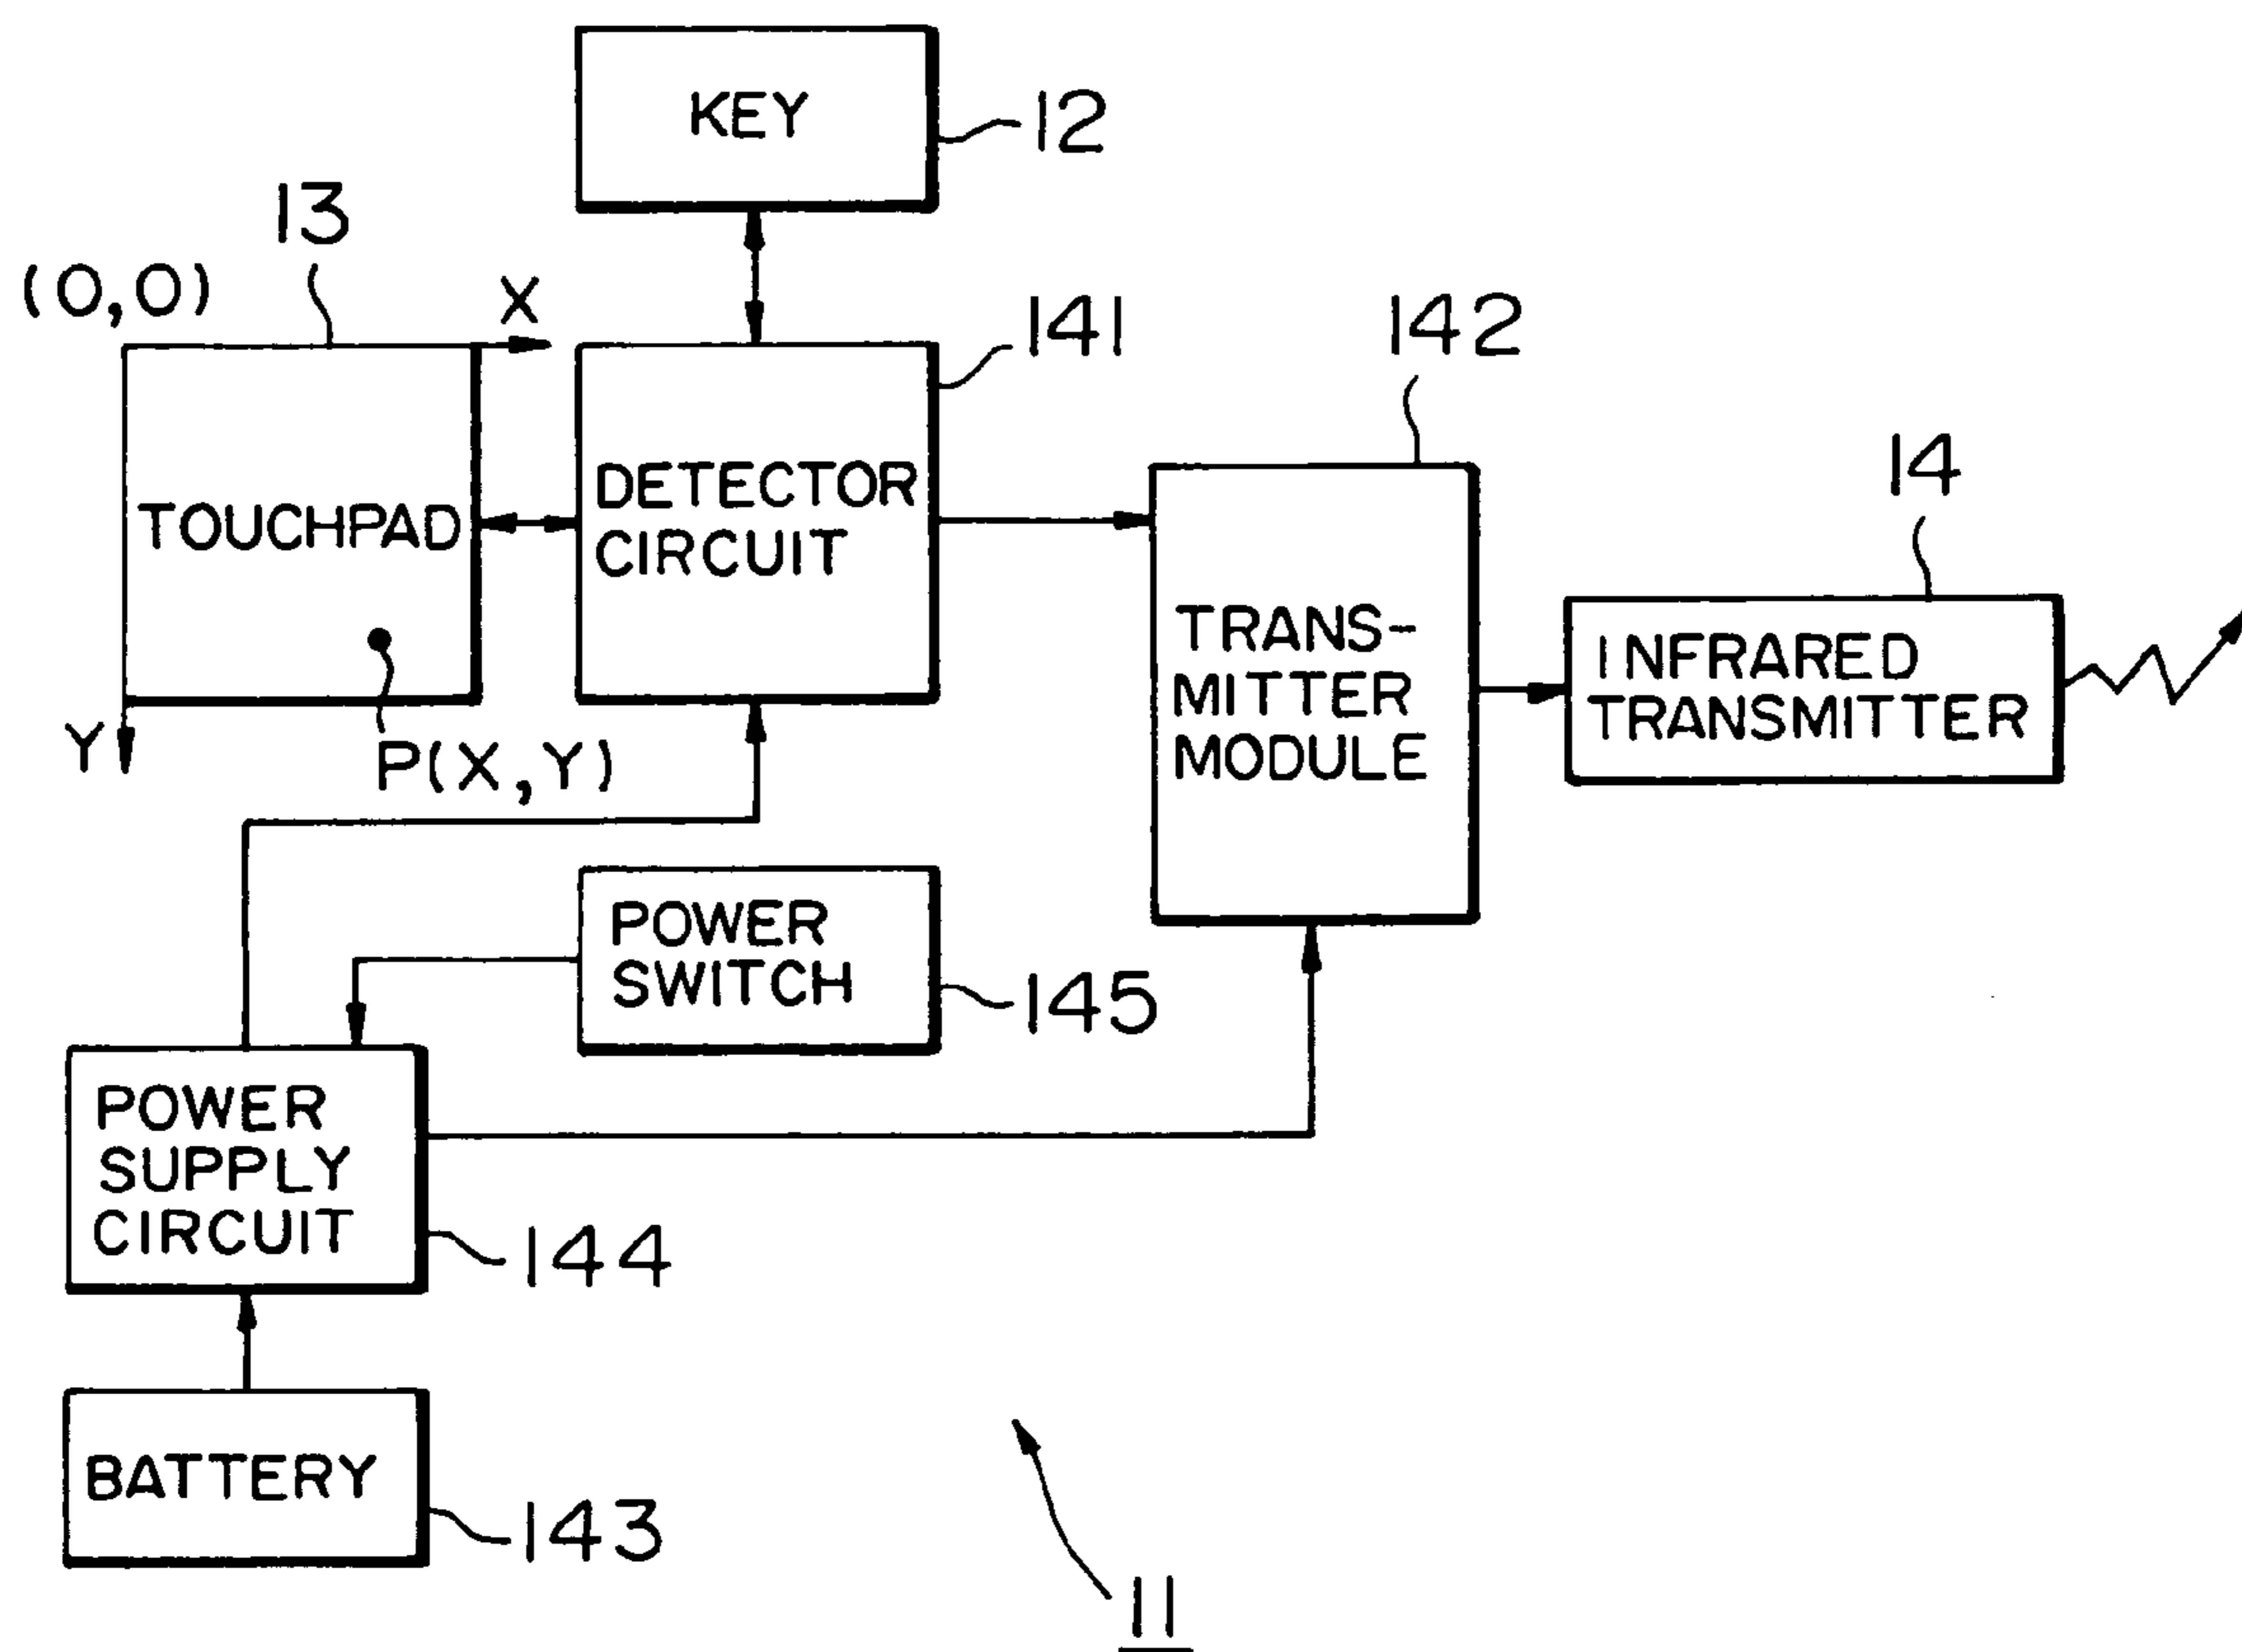 KEY
12
13
(0,0)
X
141
142
14
TOUCHPAD
DETECTOR
CIRCUIT
TRANS-
MITTER
MODULE
INFRARED
TRANSMITTER
Y
P(X,Y)
POWER
SWITCH
145
POWER
SUPPLY
CIRCUIT
144
BATTERY
143
11